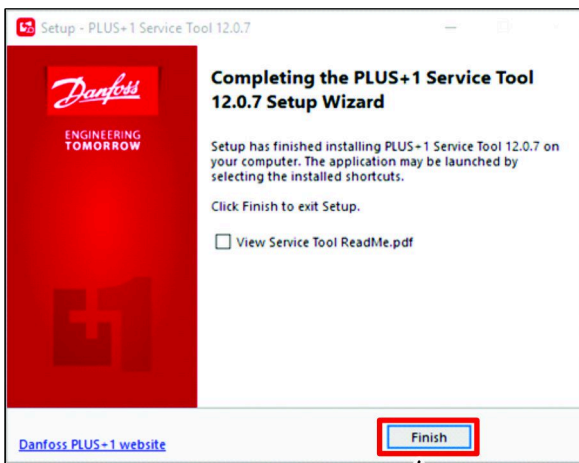 Setup - PLUS+1 Service Tool 12.0.7
Danfoss
ENGINEERING
TOMORROW
Completing the PLUS+1 Service Tool
12.0.7 Setup Wizard
Setup has finished installing PLUS+1 Service Tool 12.0.7 on
your computer. The application may be launched by
selecting the installed shortcuts.
Click Finish to exit Setup.
View Service Tool ReadMe.pdf
+1
Danfoss PLUS+1 website
Finish